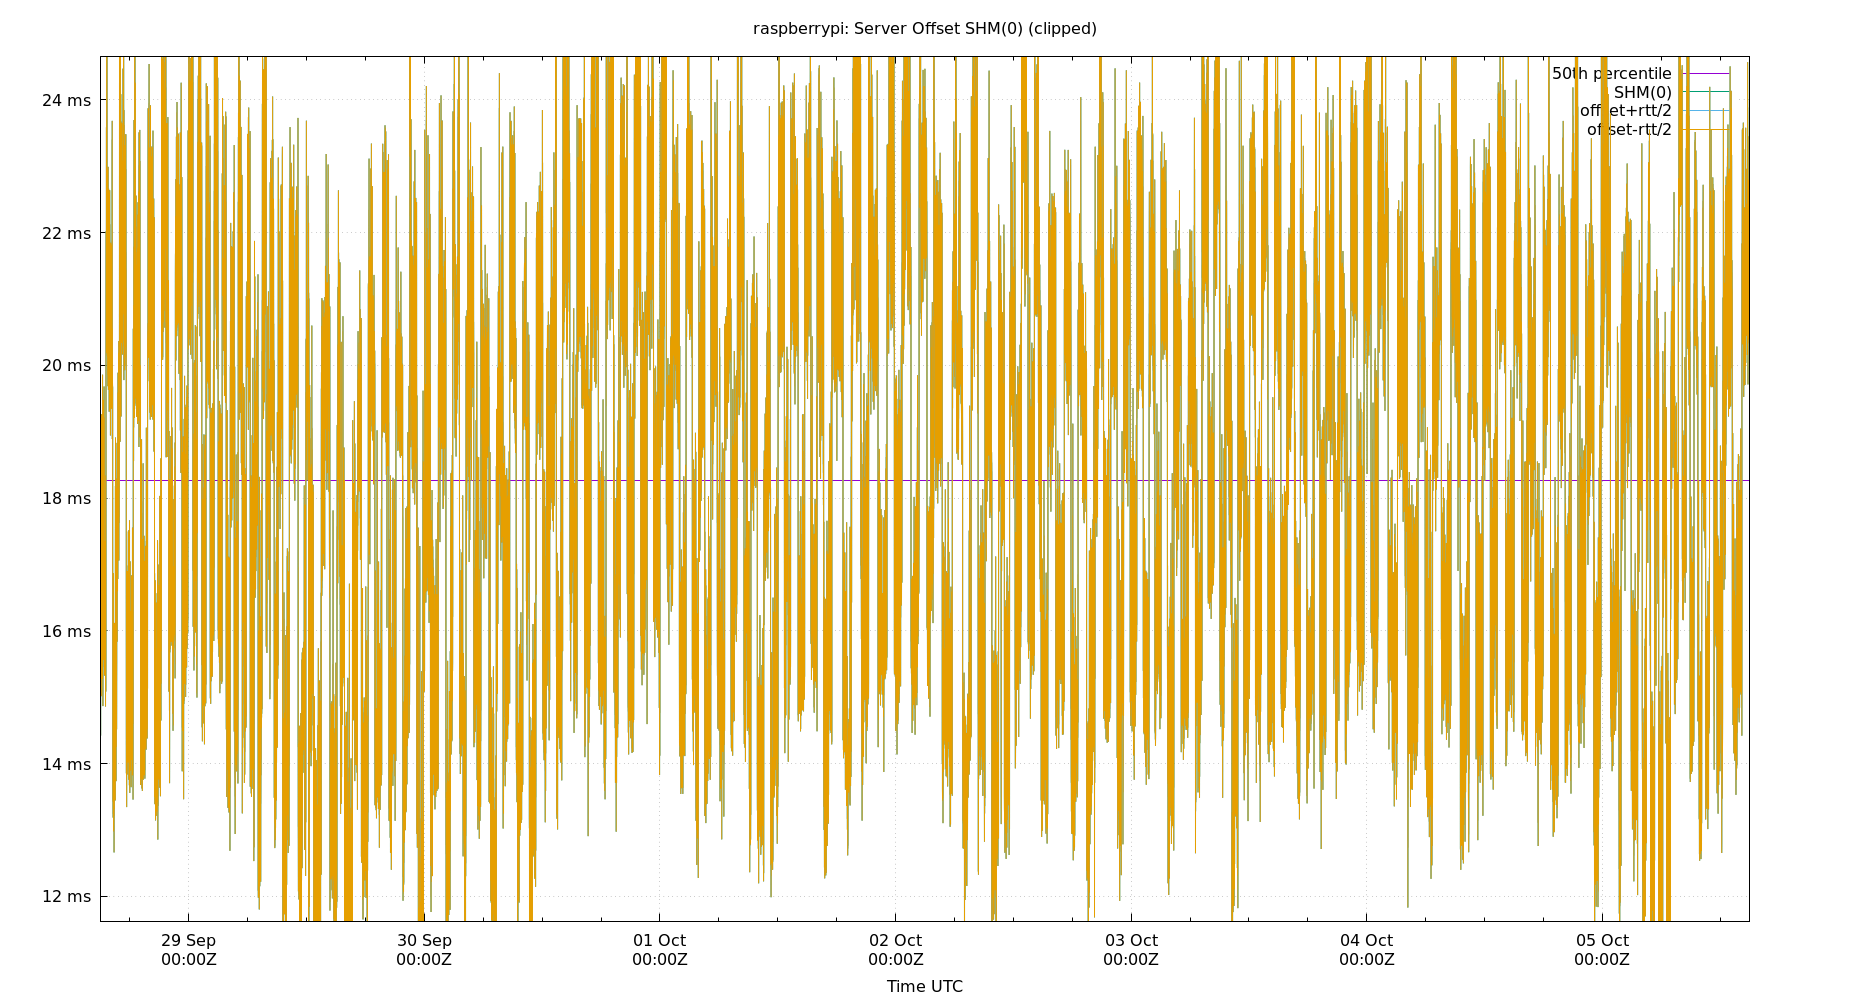 raspberrypi: Server Offset SHM(0) (clipped)
50th percentile
SHM(0)
offset+rtt/2
offset-rtt/2
24 ms
22 ms
20 ms
18 ms
16 ms
14 ms
12 ms
29 Sep 30 Sep 01 Oct 02 Oct 03 Oct 04 Oct 05 Oct
00:00Z 00:00Z 00:00Z 00:00Z 00:00Z 00:00Z 00:00Z
Time UTC